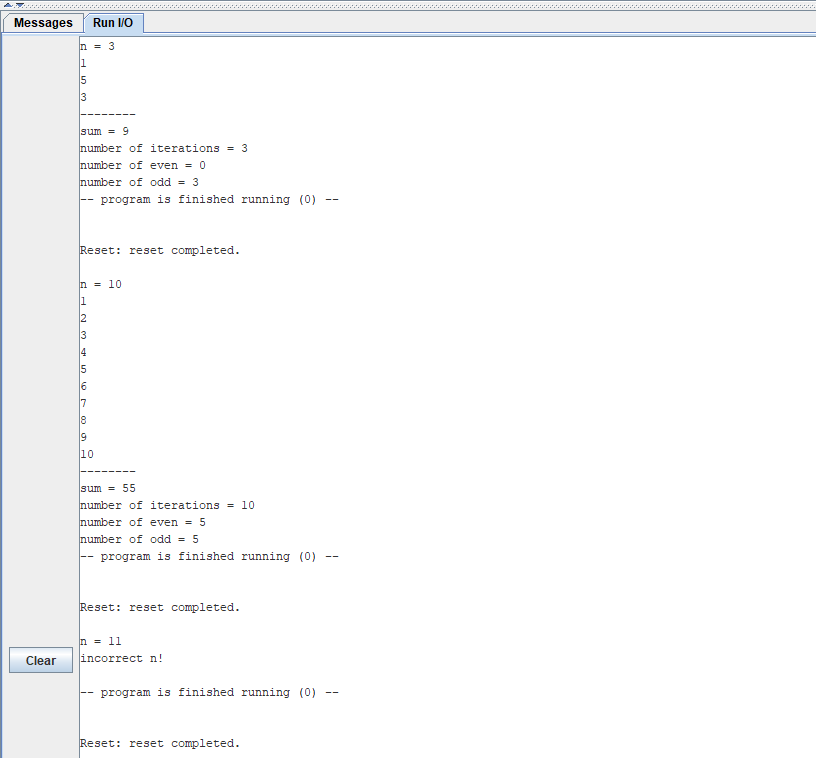 Messages
Run I/O
n = 3
1
5
3
--------
sum = 9
number of iterations = 3
number of even = 0
number of odd = 3
-- program is finished running (0) --
Reset: reset completed.
n = 10
1
2
3
4
5
6
7
8
9
10
--------
sum = 55
number of iterations = 10
number of even = 5
number of odd = 5
-- program is finished running (0) --
Reset: reset completed.
n = 11
Clear
incorrect n!
-- program is finished running (0) --
Reset: reset completed.